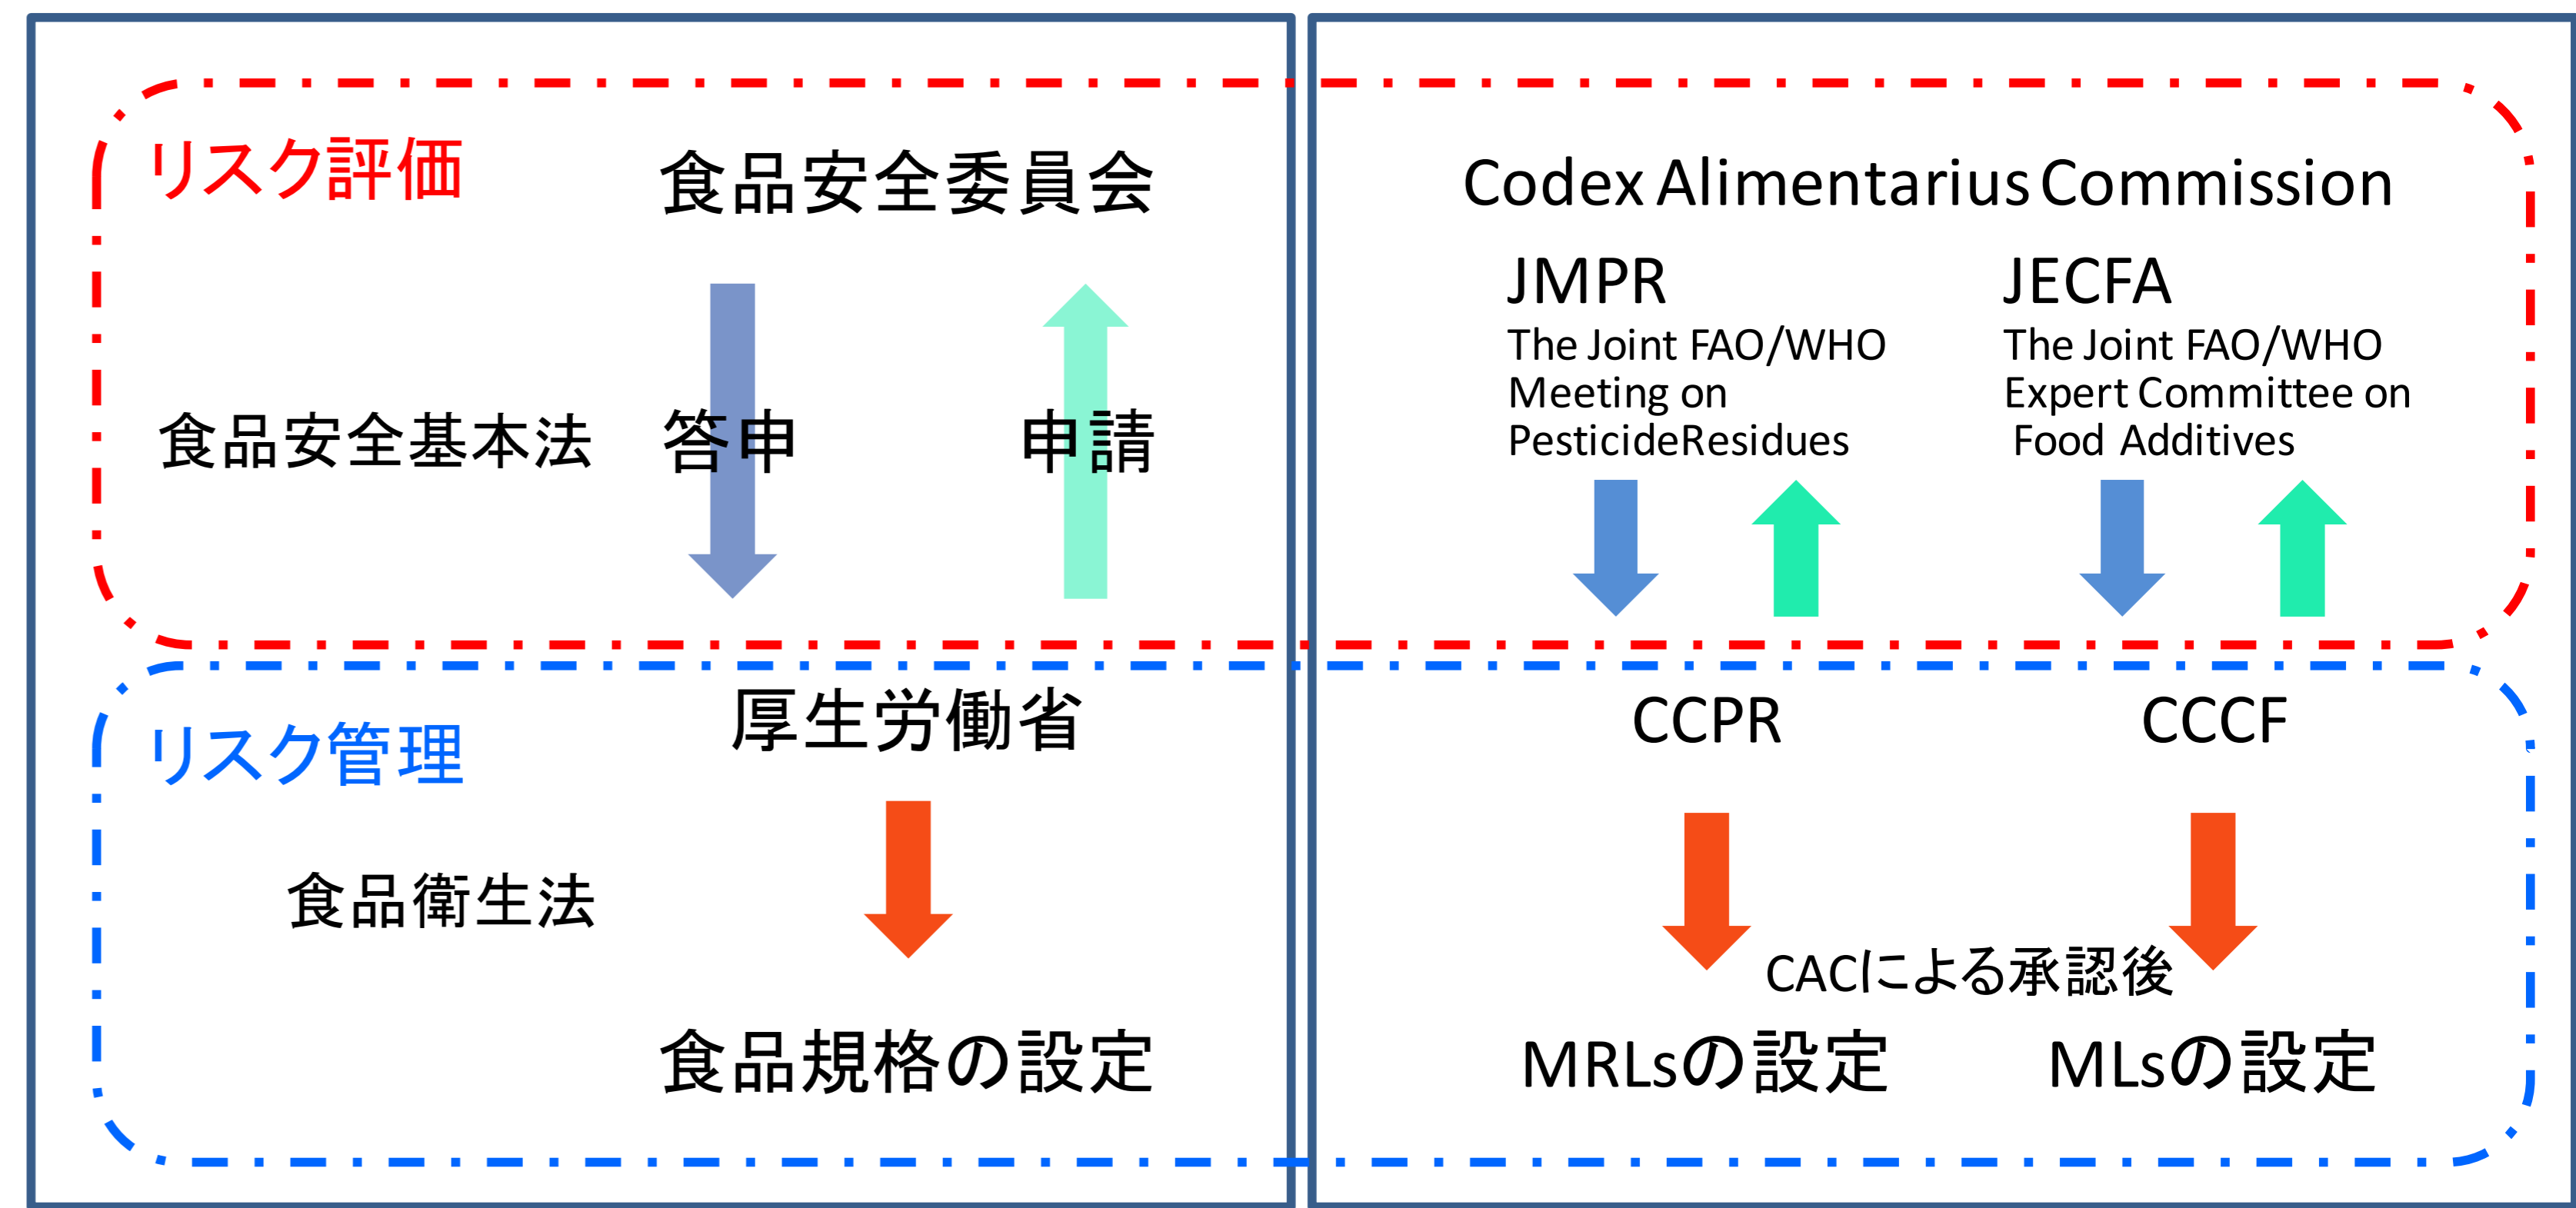 リスク評価
食品安全委員会
食品安全基本法
答申
申請
リスク管理
厚生労働省
食品衛生法
食品規格の設定
Codex Alimentarius Commission
JMPR
The Joint FAO/WHO
Meeting on
PesticideResidues
JECFA
The Joint FAO/WHO
Expert Committee on
Food Additives
CCPR
CCCF
CACによる承認後
MRLsの設定
MLsの設定